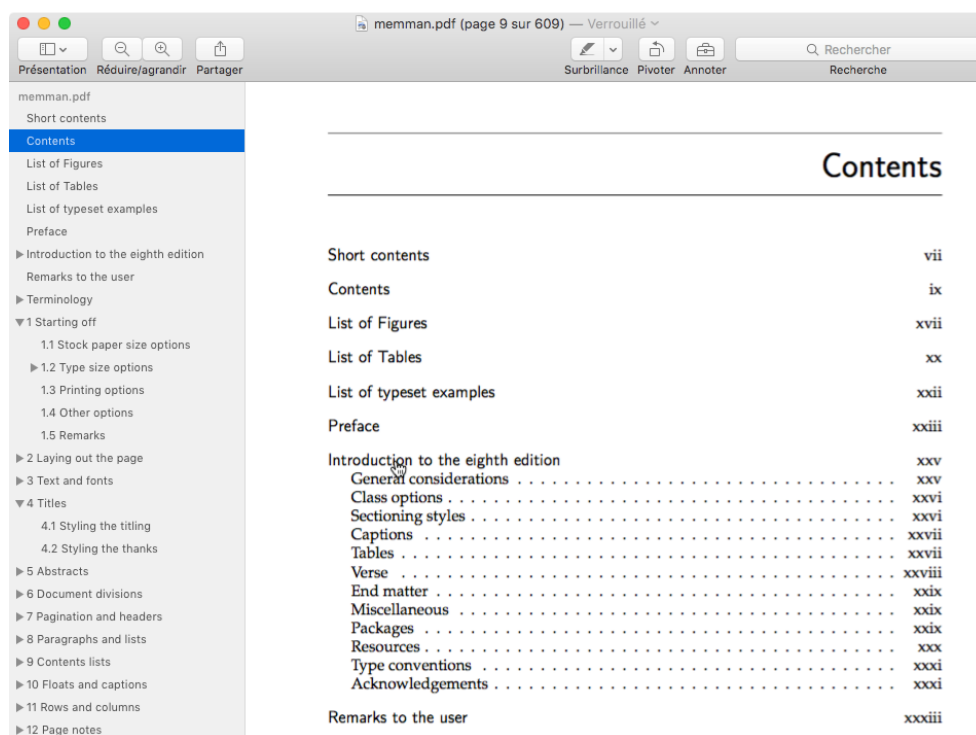 memman.pdf (page 9 sur 609) — Verrouillé
Présentation Réduire/agrandir Partager Surbrillance Pivoter Annoter Rechercher Recherche
memman.pdf
Short contents
Contents
List of Figures
List of Tables
List of typeset examples
Preface
Introduction to the eighth edition
Remarks to the user
Terminology
1 Starting off
1.1 Stock paper size options
1.2 Type size options
1.3 Printing options
1.4 Other options
1.5 Remarks
2 Laying out the page
3 Text and fonts
4 Titles
4.1 Styling the titling
4.2 Styling the thanks
5 Abstracts
6 Document divisions
7 Pagination and headers
8 Paragraphs and lists
9 Contents lists
10 Floats and captions
11 Rows and columns
12 Page notes
Contents
Short contents vii
Contents ix
List of Figures xvii
List of Tables xx
List of typeset examples xxii
Preface xxiii
Introduction to the eighth edition xxv
General considerations . . . . . . . . . . . . . . . . . . . . xxv
Class options . . . . . . . . . . . . . . . . . . . . xxvi
Sectioning styles . . . . . . . . . . . . . . . . . . . . xxvi
Captions . . . . . . . . . . . . . . . . . . . . xxvii
Tables . . . . . . . . . . . . . . . . . . . . xxvii
Verse . . . . . . . . . . . . . . . . . . . . xxviii
End matter . . . . . . . . . . . . . . . . . . . . xxix
Miscellaneous . . . . . . . . . . . . . . . . . . . . xxix
Packages . . . . . . . . . . . . . . . . . . . . xxix
Resources . . . . . . . . . . . . . . . . . . . . xxx
Type conventions . . . . . . . . . . . . . . . . . . . . xxxi
Acknowledgements . . . . . . . . . . . . . . . . . . . . xxxi
Remarks to the user xxxiii